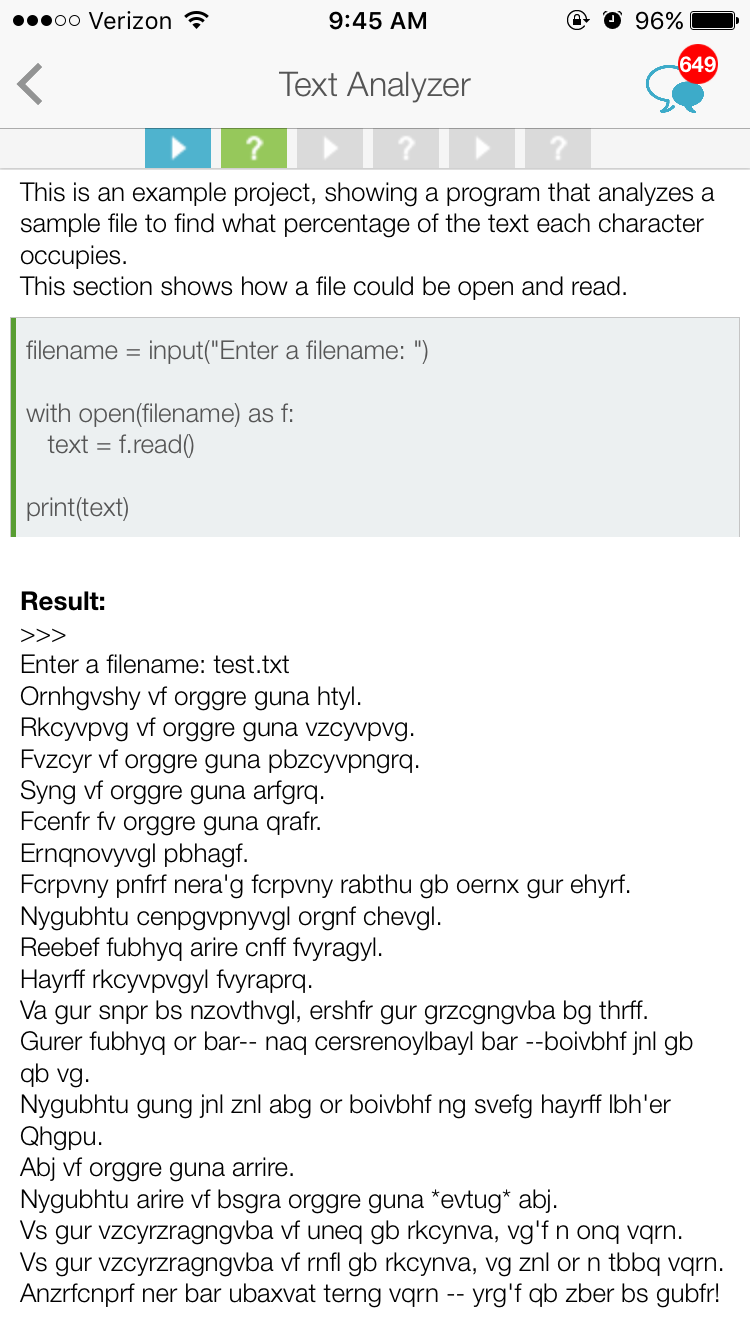 Verizon 9:45 AM 96%
Text Analyzer 649
? ? ?
This is an example project, showing a program that analyzes a
sample file to find what percentage of the text each character
occupies.
This section shows how a file could be open and read.
filename = input("Enter a filename: ")
with open(filename) as f:
text = f.read()
print(text)
Result:
>>>
Enter a filename: test.txt
Ornhgvshy vf orggre guna htyl.
Rkcyvpvg vf orggre guna vzcyvpvg.
Fvzcyr vf orggre guna pbzcyvpngrq.
Syng vf orggre guna arfgrq.
Fcenfr fv orggre guna qrafr.
Ernqnovyvgl pbhagf.
Fcrpvny pnfrf nera'g fcrpvny rabthu gb oernx gur ehyrf.
Nygubhtu cenpgvpnyvgl orgnf chevgl.
Reebef fubhyq arire cnff fvyragyl.
Hayrff rkcyvpvgyl fvyraprq.
Va gur snpr bs nzovthvgl, ershfr gur grzcgngvba bg thrff.
Gurer fubhyq or bar-- naq cersrenoylbayl bar --boivbhf jnl gb
qb vg.
Nygubhtu gung jnl znl abg or boivbhf ng svefg hayrff lbh'er
Qhgpu.
Abj vf orggre guna arrire.
Nygubhtu arire vf bsgra orggre guna *evtug* abj.
Vs gur vzcyrzragngvba vf uneq gb rkcynva, vg'f n onq vqrn.
Vs gur vzcyrzragngvba vf rnfl gb rkcynva, vg znl or n tbbq vqrn.
Anzrfcnprf ner bar ubaxvat terng vqrn -- yrg'f qb zber bs gubfr!